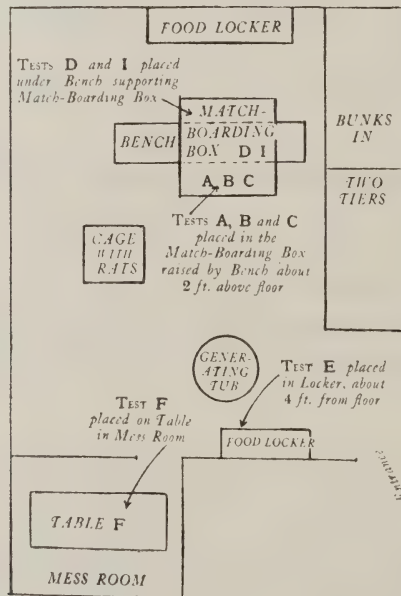 FOOD LOCKER
TESTS D and I placed
under Bench supporting
Match-Boarding Box
MATCH-
BOARDING
BOX D I
BENCH
A, B C
BUNKS
IN
TWO
TIERS
TESTS A, B and C
placed in the
Match-Boarding Box
raised by Bench about
2 ft. above floor
CAGE
WITH
RATS
GENER-
ATING
TUB
TEST E placed
in Locker, about
4 ft. from floor
TEST F
placed on Table
in Mess Room
FOOD LOCKER
Entrance
TABLE F
MESS ROOM